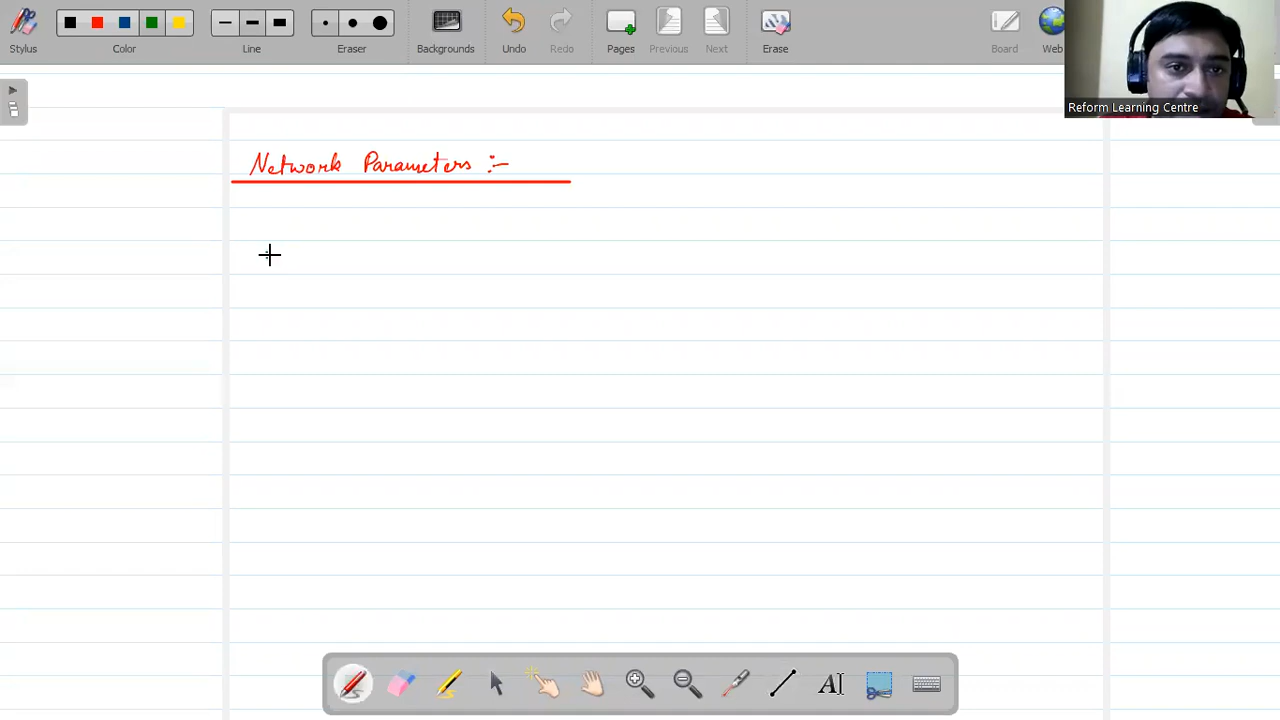 Stylus Color Line Eraser Backgrounds Undo Redo Pages Previous Next Erase Board Web
Reform Learning Centre
Network Parameters :-